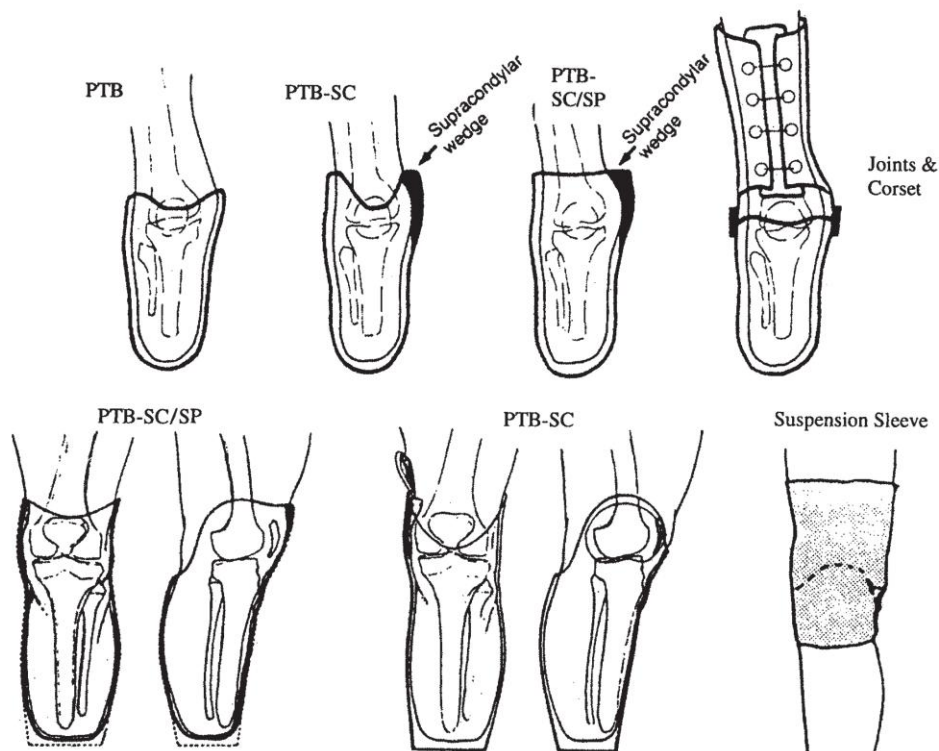 PTB
PTB-SC
Supracondylar
wedge
PTB-
SC/SP
Supracondylar
wedge
Joints &
Corset
PTB-SC/SP
PTB-SC
Suspension Sleeve